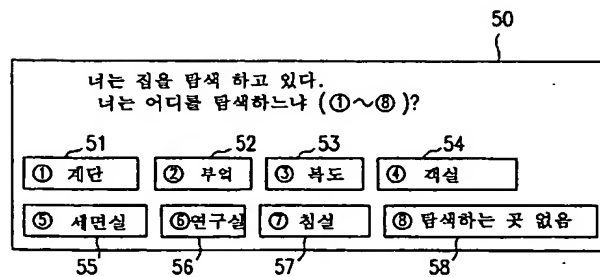 50
너는 집을 탐색 하고 있다.
너는 어디를 탐색하느냐 (①~⑧)?
51 52 53 54
① 계단 ② 부엌 ③ 복도 ④ 객실
⑤ 세면실 ⑥연구실 ⑦ 침실 ⑧ 탐색하는 곳 없음
55 56 57 58